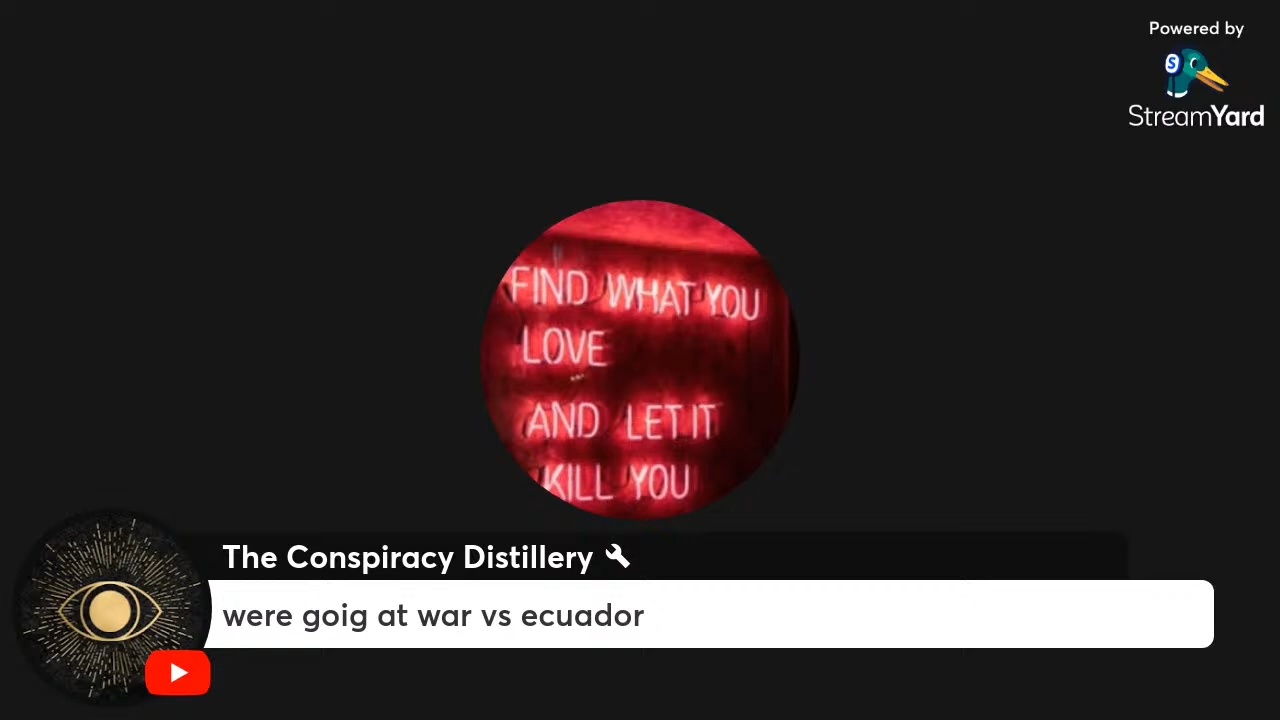 Powered by
S
StreamYard
FIND WHAT YOU
LOVE
AND LET IT
KILL YOU
The Conspiracy Distillery
were goig at war vs ecuador